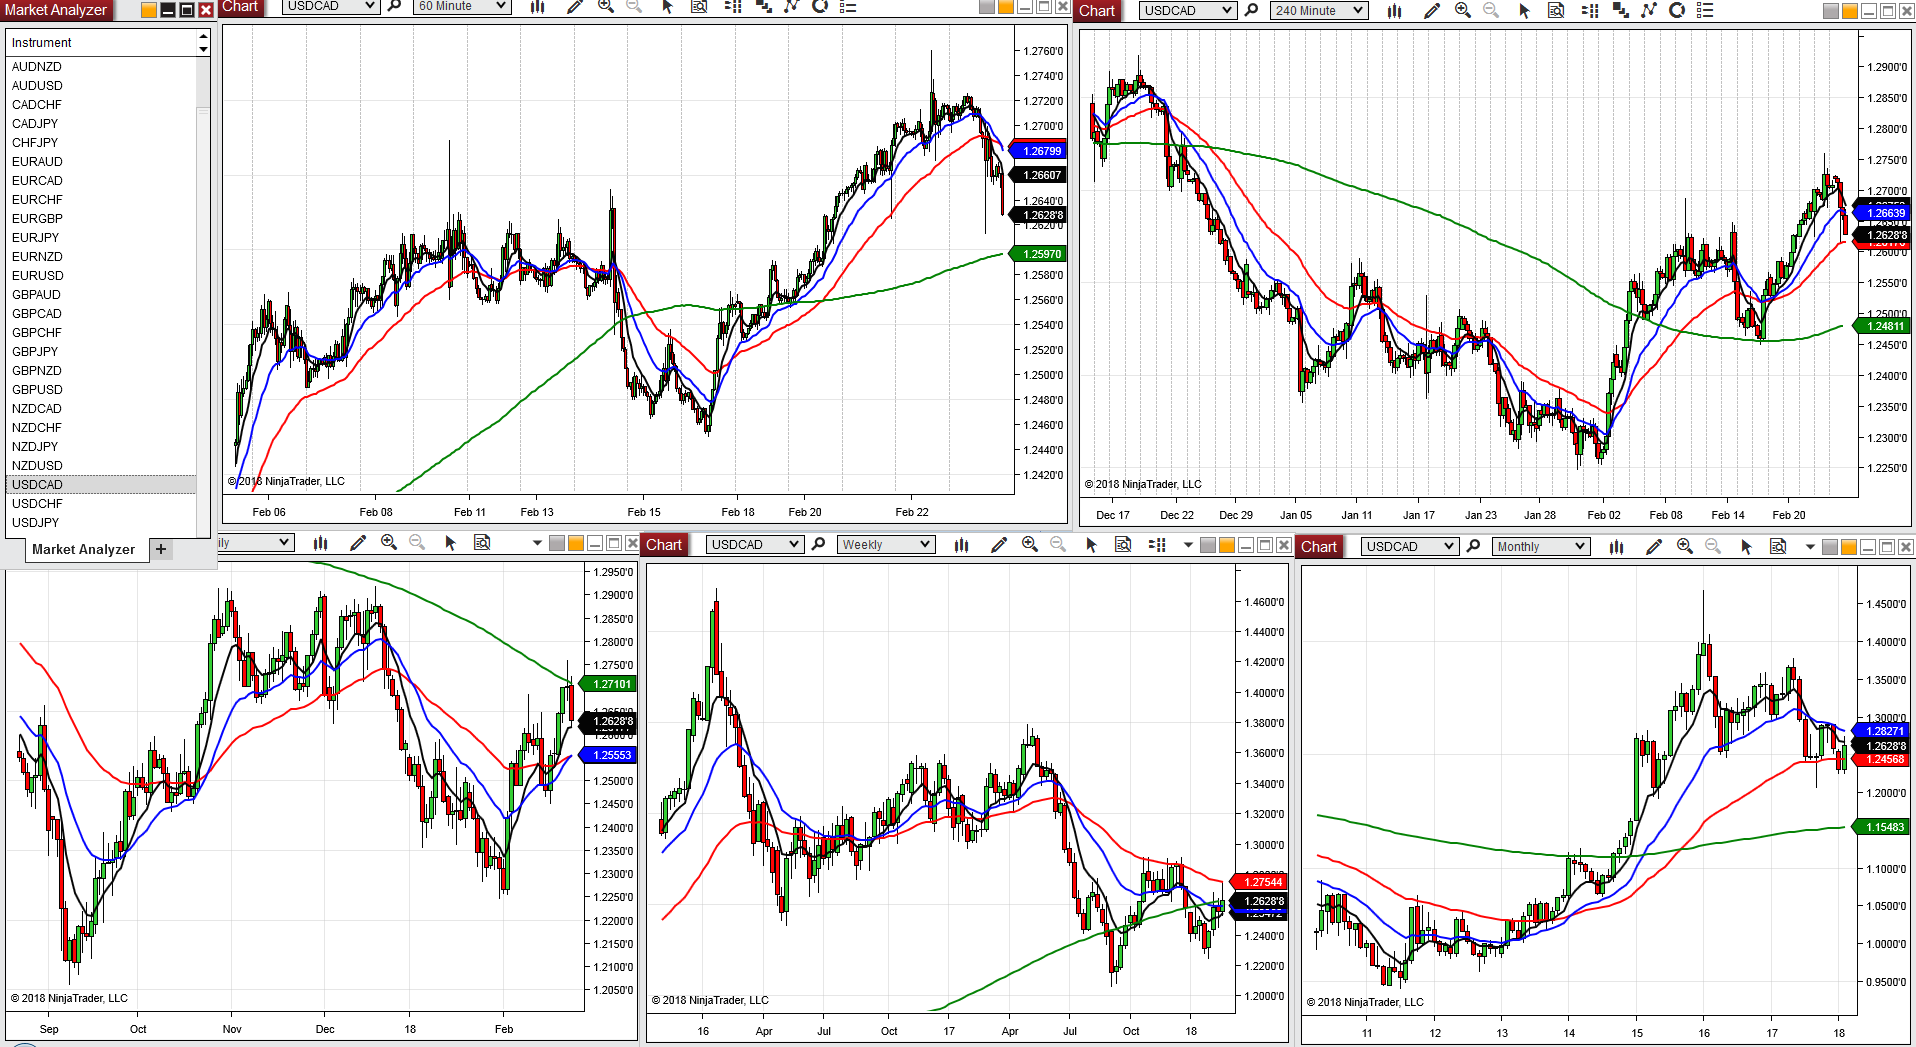 Market Analyzer
Instrument
AUDNZD
AUDUSD
CADCHF
CADJPY
CHFJPY
EURAUD
EURCAD
EURCHF
EURGBP
EURJPY
EURNZD
EURUSD
GBPAUD
GBPCAD
GBPCHF
GBPJPY
GBPNZD
GBPUSD
NZDCAD
NZDCHF
NZDJPY
NZDUSD
USDCAD
USDCHF
USDJPY
Market Analyzer +
Chart USDCAD 60 Minute
1.2760'0
1.2740'0
1.2720'0
1.2700'0
1.26799
1.26607
1.2640'0
1.2628'8
1.2620'0
1.25970
1.2580'0
1.2560'0
1.2540'0
1.2520'0
1.2500'0
1.2480'0
1.2460'0
1.2440'0
1.2420'0
© 2018 NinjaTrader, LLC
Feb 06 Feb 08 Feb 11 Feb 13 Feb 15 Feb 18 Feb 20 Feb 22
Chart USDCAD 240 Minute
1.2900'0
1.2850'0
1.2800'0
1.2750'0
1.2700'0
1.26639
1.2628'8
1.2600'0
1.2550'0
1.2500'0
1.24811
1.2450'0
1.2400'0
1.2350'0
1.2300'0
1.2250'0
© 2018 NinjaTrader, LLC
Dec 17 Dec 22 Dec 29 Jan 05 Jan 11 Jan 17 Jan 23 Jan 28 Feb 02 Feb 08 Feb 14 Feb 20
ily
1.2950'0
1.2900'0
1.2850'0
1.2800'0
1.2750'0
1.27101
1.2628'8
1.25553
1.2500'0
1.2450'0
1.2400'0
1.2350'0
1.2300'0
1.2250'0
1.2200'0
1.2150'0
1.2100'0
1.2050'0
© 2018 NinjaTrader, LLC
Sep Oct Nov Dec 18 Feb
Chart USDCAD Weekly
1.4600'0
1.4400'0
1.4200'0
1.4000'0
1.3800'0
1.3600'0
1.3400'0
1.3200'0
1.3000'0
1.27544
1.2628'8
1.2400'0
1.2200'0
1.2000'0
© 2018 NinjaTrader, LLC
16 Apr Jul Oct 17 Apr Jul Oct 18
Chart USDCAD Monthly
1.4500'0
1.4000'0
1.3500'0
1.3000'0
1.28271
1.2628'8
1.24568
1.2000'0
1.15483
1.1000'0
1.0500'0
1.0000'0
0.9500'0
© 2018 NinjaTrader, LLC
11 12 13 14 15 16 17 18